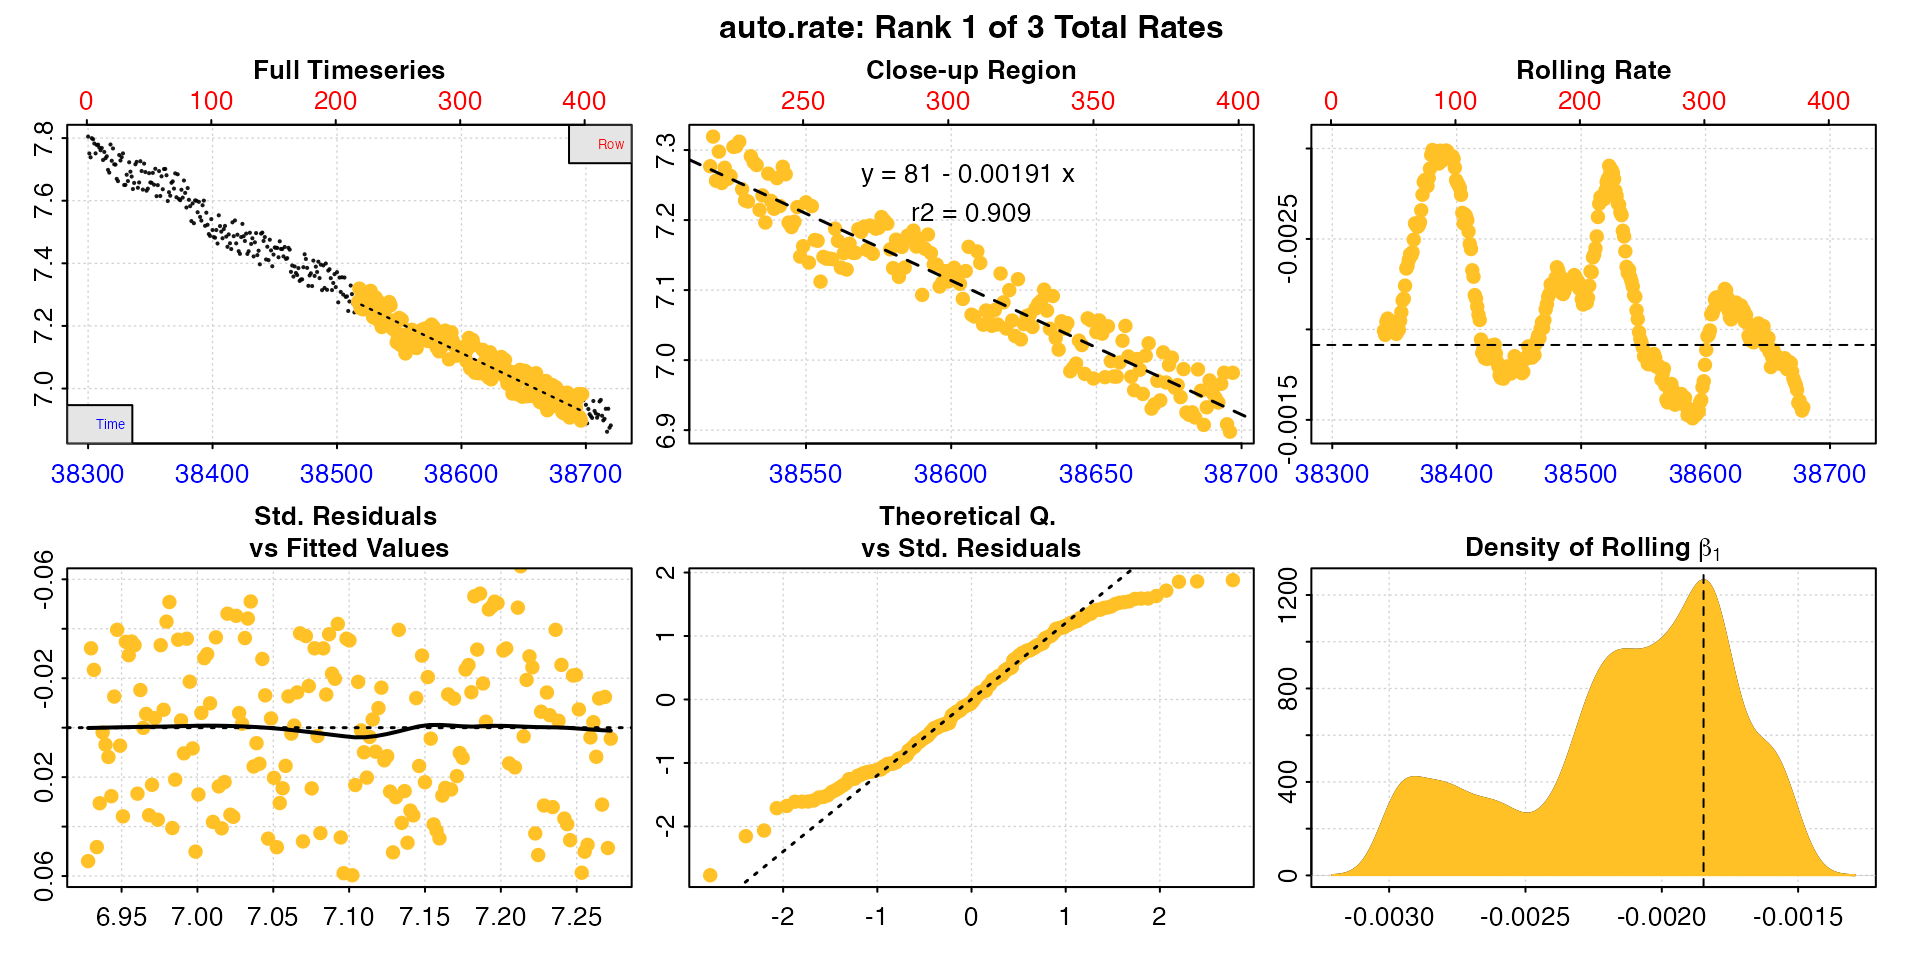 auto.rate: Rank 1 of 3 Total Rates
Full Timeseries
0 100 200 300 400
7.8
7.6
7.4
7.2
7.0
Row
Time
38300 38400 38500 38600 38700
Close-up Region
250 300 350 400
7.3
7.2
7.1
7.0
6.9
y = 81 - 0.00191 x
r2 = 0.909
38550 38600 38650 38700
Rolling Rate
0 100 200 300 400
-0.0025
-0.0015
38300 38400 38500 38600 38700
Std. Residuals
vs Fitted Values
-0.06
-0.02
0.02
0.06
6.95 7.00 7.05 7.10 7.15 7.20 7.25
Theoretical Q.
vs Std. Residuals
2
1
0
-1
-2
-2 -1 0 1 2
Density of Rolling β1
1200
800
400
0
-0.0030 -0.0025 -0.0020 -0.0015